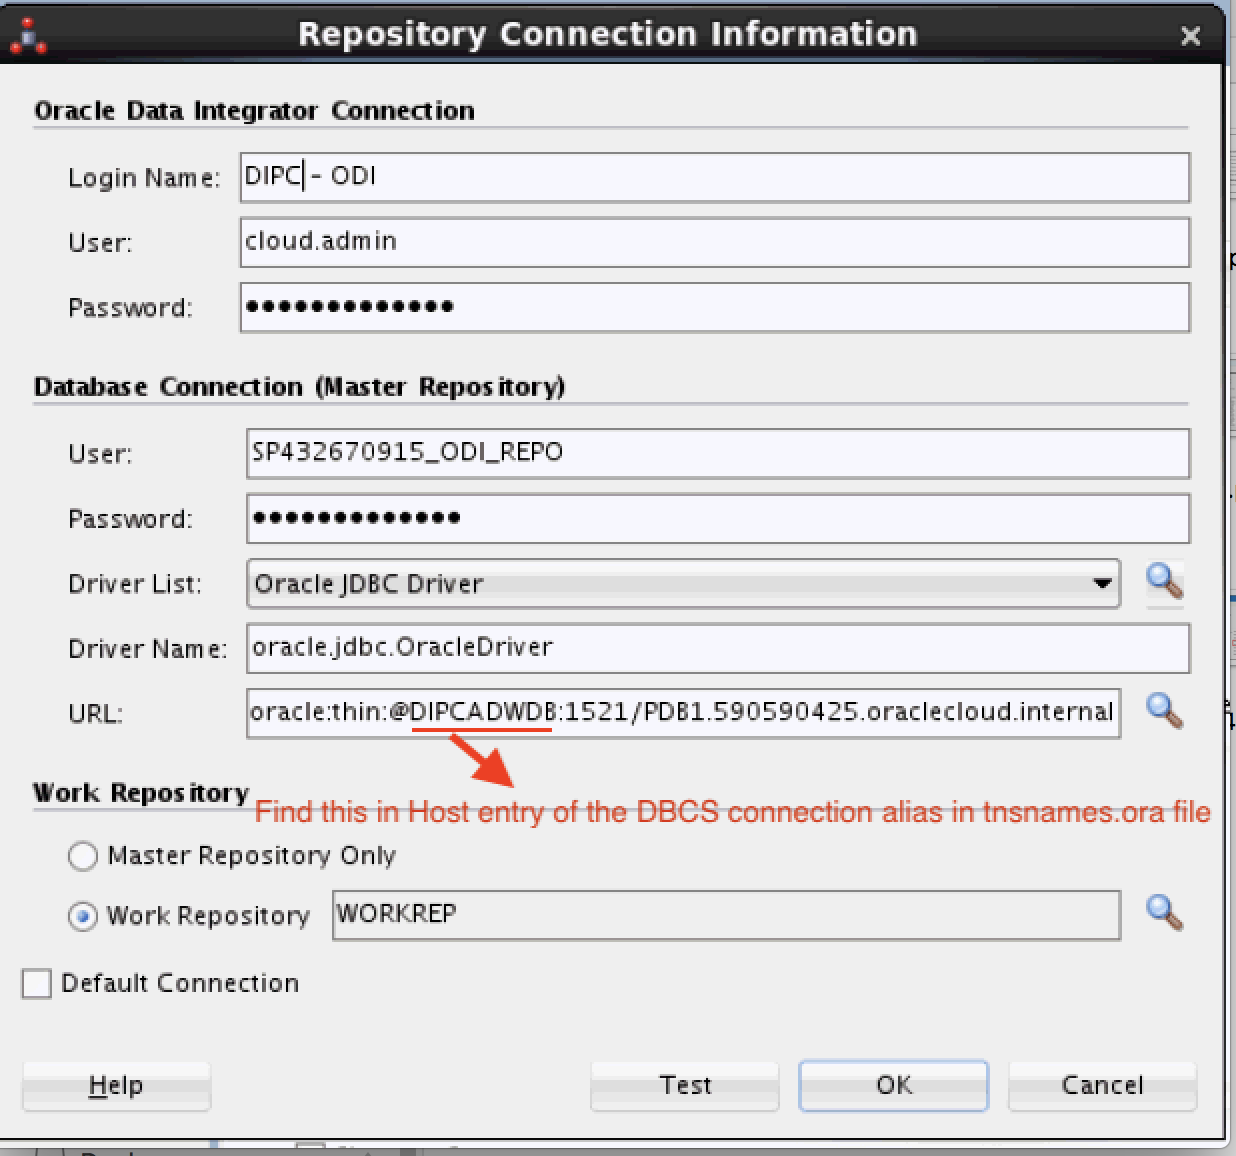 Repository Connection Information
Oracle Data Integrator Connection
Login Name: DIPC - ODI
User: cloud.admin
Password: •••••••••••••
Database Connection (Master Repository)
User: SP432670915_ODI_REPO
Password: •••••••••••••
Driver List: Oracle JDBC Driver
Driver Name: oracle.jdbc.OracleDriver
URL: oracle:thin:@DIPCADWDB:1521/PDB1.590590425.oraclecloud.internal
Work Repository
Find this in Host entry of the DBCS connection alias in tnsnames.ora file
Master Repository Only
Work Repository WORKREP
Default Connection
Help Test OK Cancel